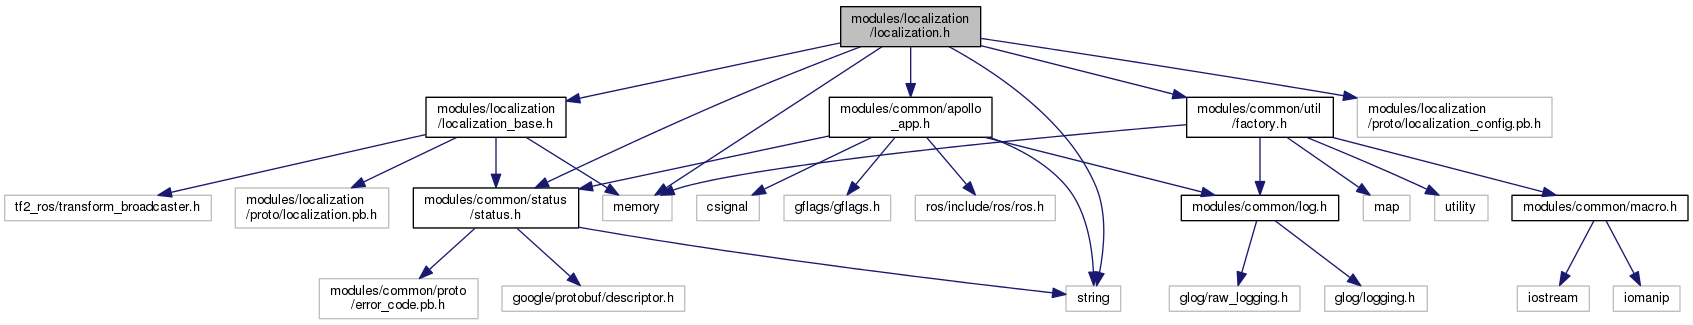 modules/localization
/localization.h
modules/localization
/localization_base.h
modules/common/apollo
_app.h
modules/common/util
/factory.h
modules/localization
/proto/localization_config.pb.h
tf2_ros/transform_broadcaster.h
modules/localization
/proto/localization.pb.h
modules/common/status
/status.h
memory
csignal
gflags/gflags.h
ros/include/ros/ros.h
modules/common/log.h
map
utility
modules/common/macro.h
modules/common/proto
/error_code.pb.h
google/protobuf/descriptor.h
string
glog/raw_logging.h
glog/logging.h
iostream
iomanip